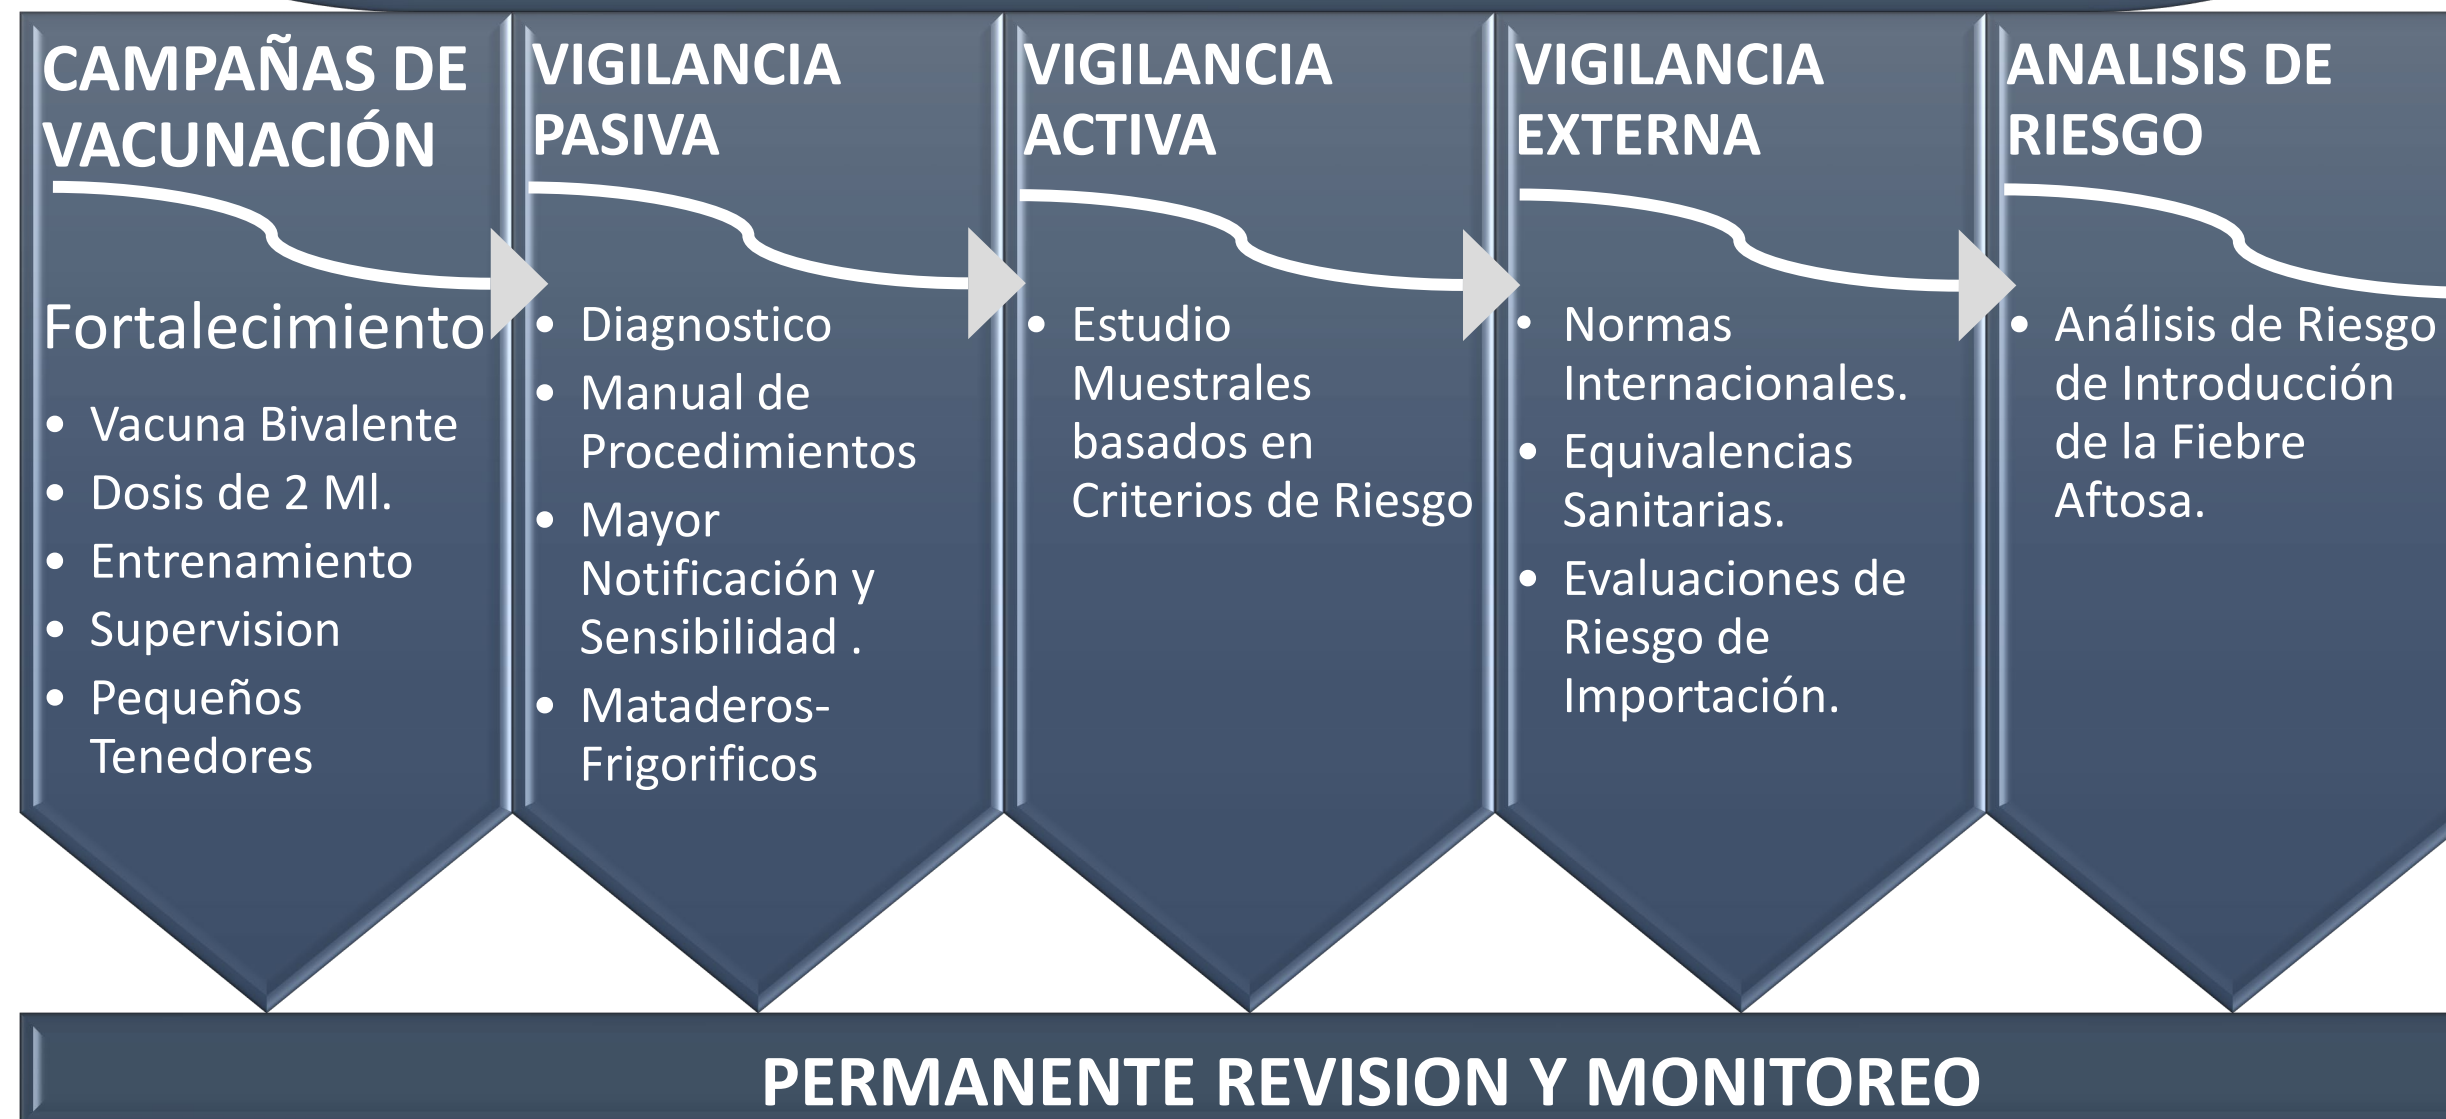 CAMPAÑAS DE
VACUNACIÓN
Fortalecimiento
• Vacuna Bivalente
• Dosis de 2 Ml.
• Entrenamiento
• Supervision
• Pequeños
Tenedores
VIGILANCIA
PASIVA
• Diagnostico
• Manual de
Procedimientos
• Mayor
Notificación y
Sensibilidad .
• Mataderos-
Frigorificos
VIGILANCIA
ACTIVA
• Estudio
Muestrales
basados en
Criterios de Riesgo
VIGILANCIA
EXTERNA
• Normas
Internacionales.
• Equivalencias
Sanitarias.
• Evaluaciones de
Riesgo de
Importación.
ANALISIS DE
RIESGO
• Análisis de Riesgo
de Introducción
de la Fiebre
Aftosa.
PERMANENTE REVISION Y MONITOREO